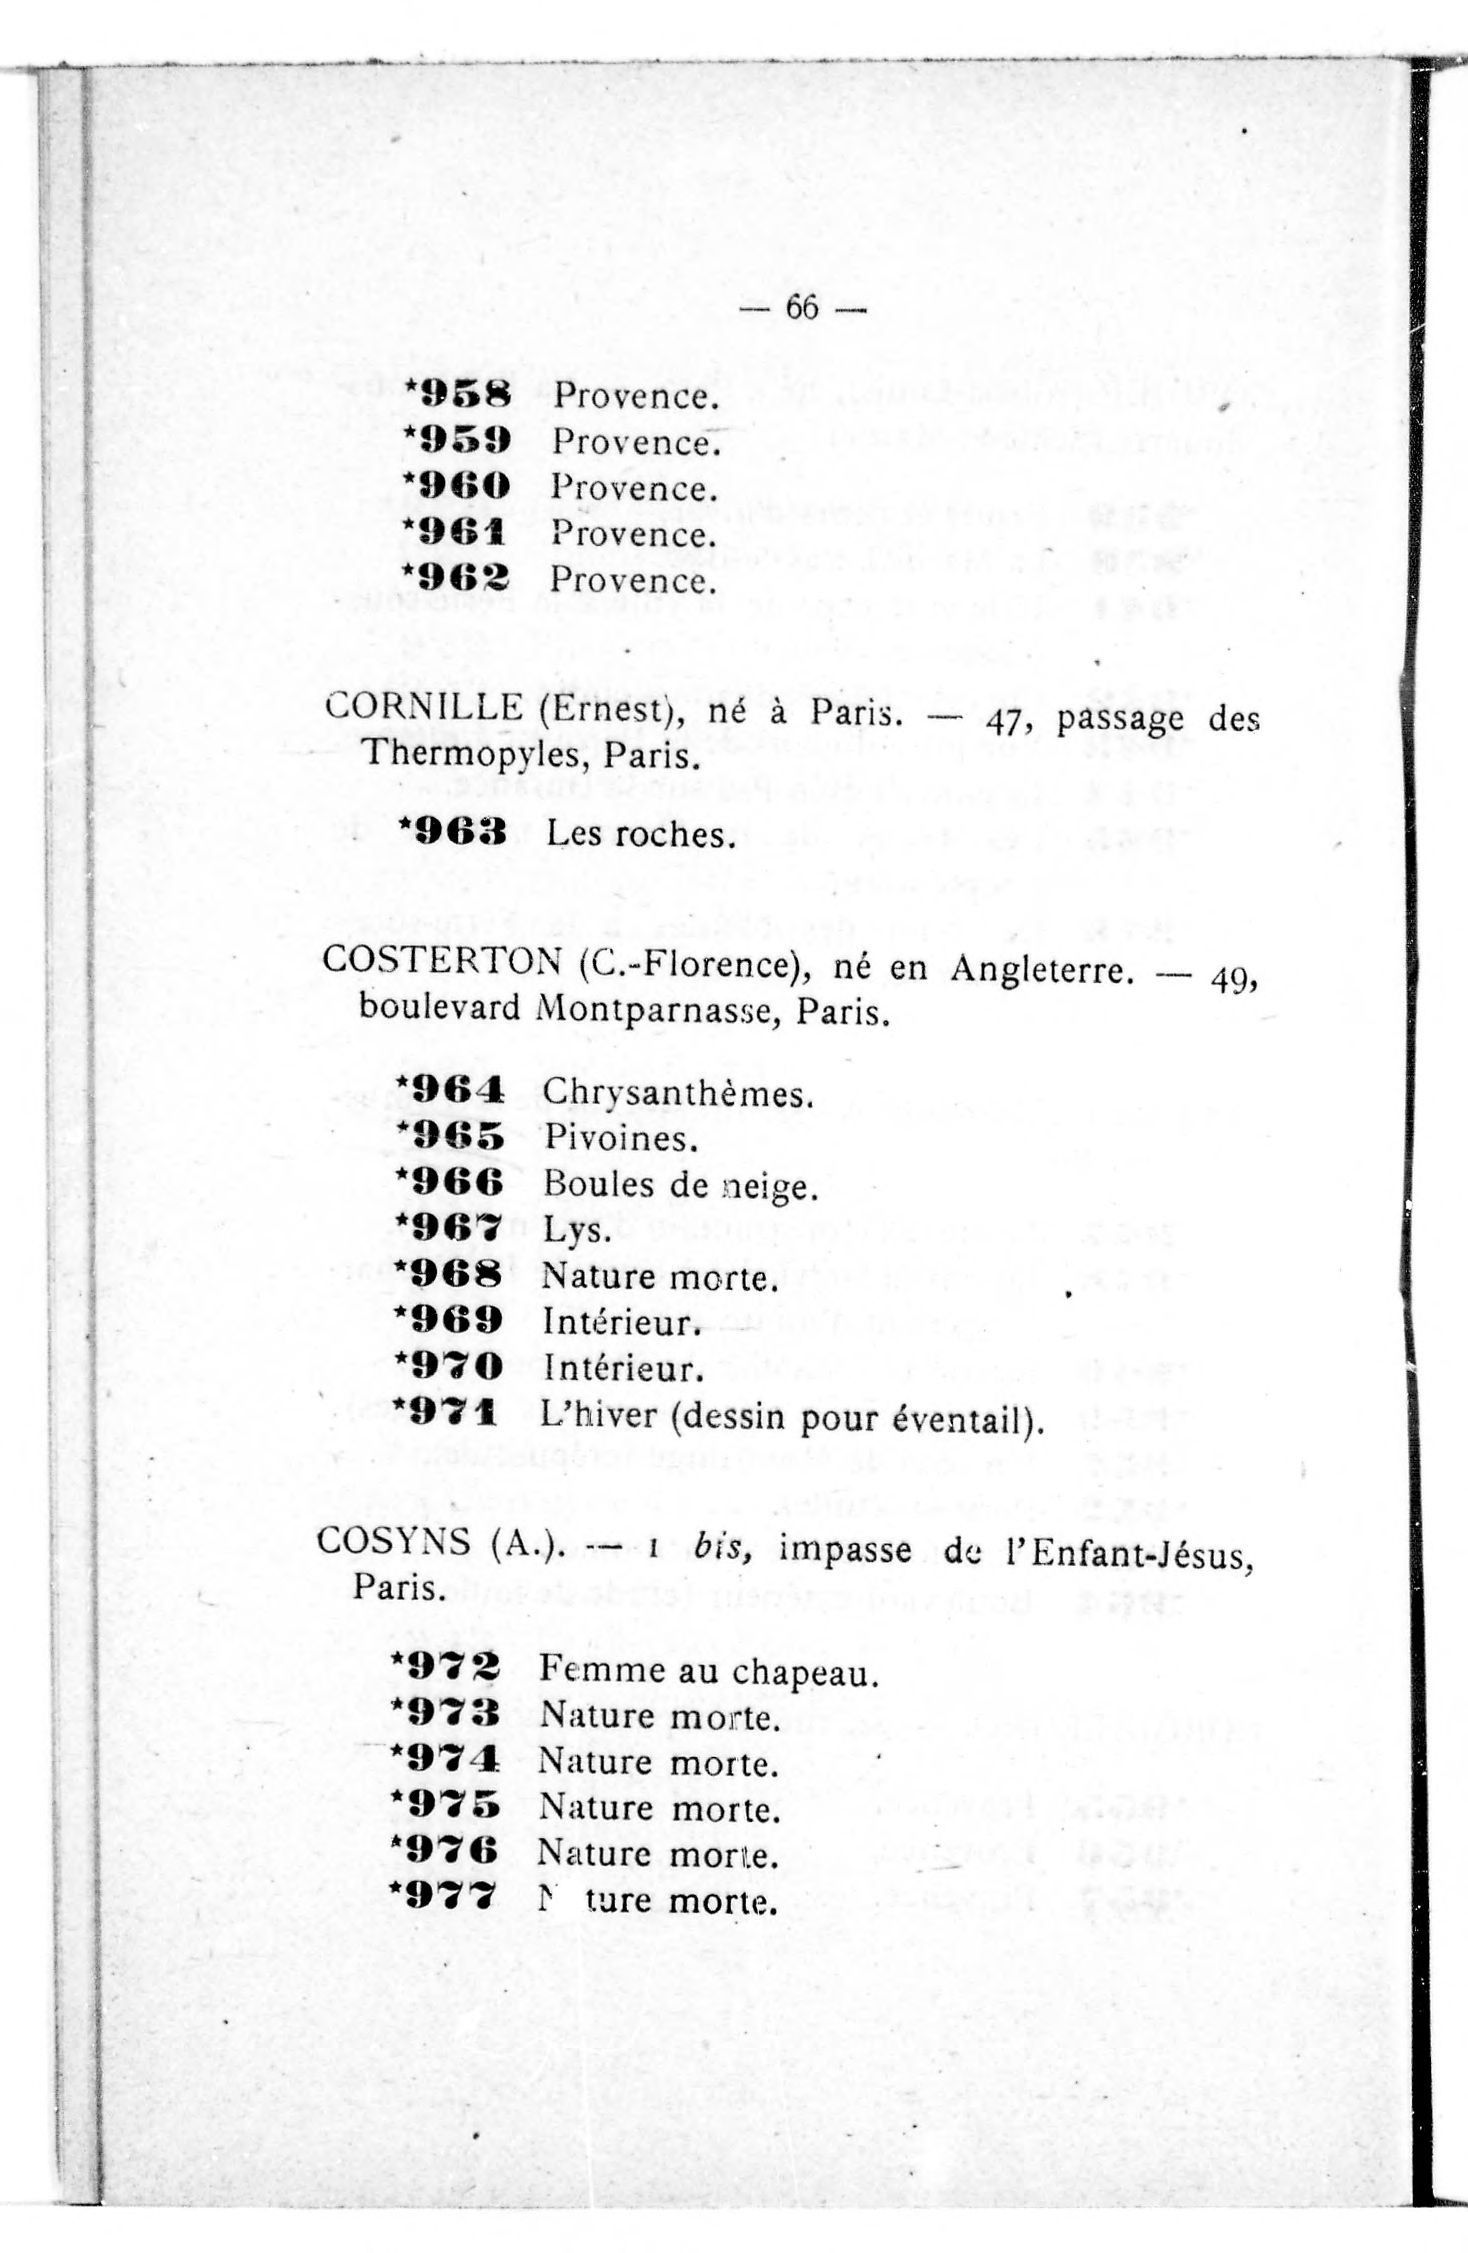 — 66 —
*958 Provence.
*959 Provence.
*960 Provence.
*961 Provence.
*962 Provence.
CORNILLE (Ernest), né à Paris. — 47, passage des
Thermopyles, Paris.
*963 Les roches.
COSTERTON (C.-Florence), né en Angleterre. — 49,
boulevard Montparnasse, Paris.
*964 Chrysanthèmes.
*965 Pivoines.
*966 Boules de neige.
*967 Lys.
*968 Nature morte.
*969 Intérieur.
*970 Intérieur.
*971 L'hiver (dessin pour éventail).
COSYNS (A.). — 1 bis, impasse de l'Enfant-Jésus,
Paris.
*972 Femme au chapeau.
*973 Nature morte.
*974 Nature morte.
*975 Nature morte.
*976 Nature morte.
*977 N ture morte.